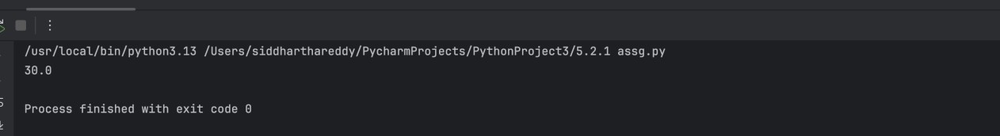 /usr/local/bin/python3.13 /Users/siddharthareddy/PycharmProjects/PythonProject3/5.2.1 assg.py
30.0
Process finished with exit code 0